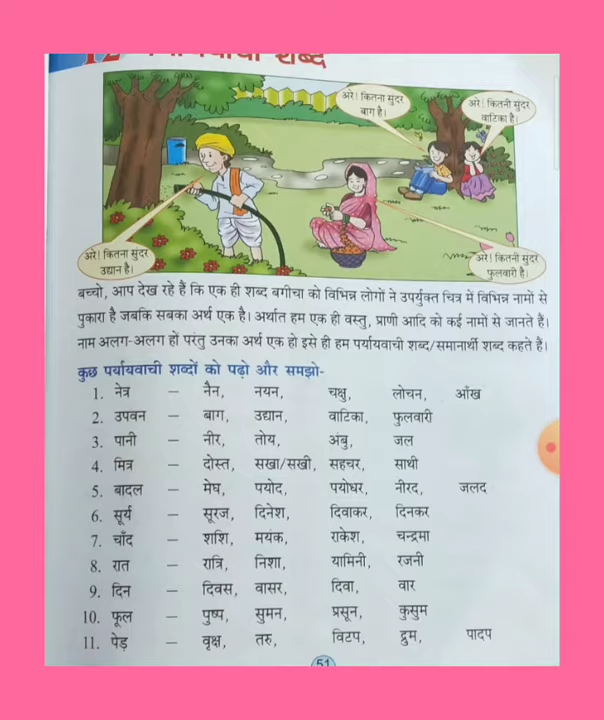 शब्द
अरे! कितना सुंदर
बाग है।
अरे! कितनी सुंदर
वाटिका है।
अरे! कितना सुंदर
उद्यान है।
अरे! कितनी सुंदर
फुलवारी है।
बच्चो, आप देख रहे हैं कि एक ही शब्द बगीचा को विभिन्न लोगों ने उपर्युक्त चित्र में विभिन्न नामों से
पुकारा है जबकि सबका अर्थ एक है। अर्थात हम एक ही वस्तु, प्राणी आदि को कई नामों से जानते हैं।
नाम अलग-अलग हों परंतु उनका अर्थ एक हो इसे ही हम पर्यायवाची शब्द/समानार्थी शब्द कहते हैं।
कुछ पर्यायवाची शब्दों को पढ़ो और समझो-
1. नेत्र – नैन, नयन, चक्षु, लोचन, आँख
2. उपवन – बाग, उद्यान, वाटिका, फुलवारी
3. पानी – नीर, तोय, अंबु, जल
4. मित्र – दोस्त, सखा/सखी, सहचर, साथी
5. बादल – मेघ, पयोद, पयोधर, नीरद, जलद
6. सूर्य – सूरज, दिनेश, दिवाकर, दिनकर
7. चाँद – शशि, मयंक, राकेश, चन्द्रमा
8. रात – रात्रि, निशा, यामिनी, रजनी
9. दिन – दिवस, वासर, दिवा, वार
10. फूल – पुष्प, सुमन, प्रसून, कुसुम
11. पेड़ – वृक्ष, तरु, विटप, द्रुम, पादप
51